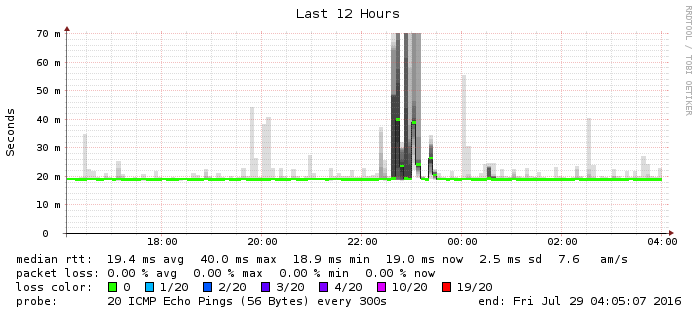 Last 12 Hours
RRDTOOL / TOBI OETIKER
Seconds
70 m
60 m
50 m
40 m
30 m
20 m
10 m
0
18:00 20:00 22:00 00:00 02:00 04:00
median rtt: 19.4 ms avg 40.0 ms max 18.9 ms min 19.0 ms now 2.5 ms sd 7.6 am/s
packet loss: 0.00 % avg 0.00 % max 0.00 % min 0.00 % now
loss color: 0 1/20 2/20 3/20 4/20 10/20 19/20
probe: 20 ICMP Echo Pings (56 Bytes) every 300s end: Fri Jul 29 04:05:07 2016